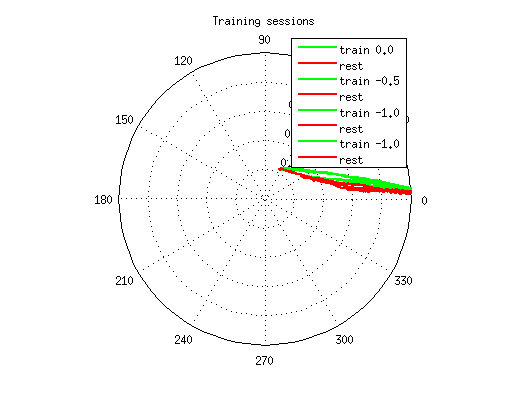 Training sessions
90
120
150
180
210
240
270
300
330
0
train 0.0
rest
train -0.5
rest
train -1.0
rest
train -1.0
rest